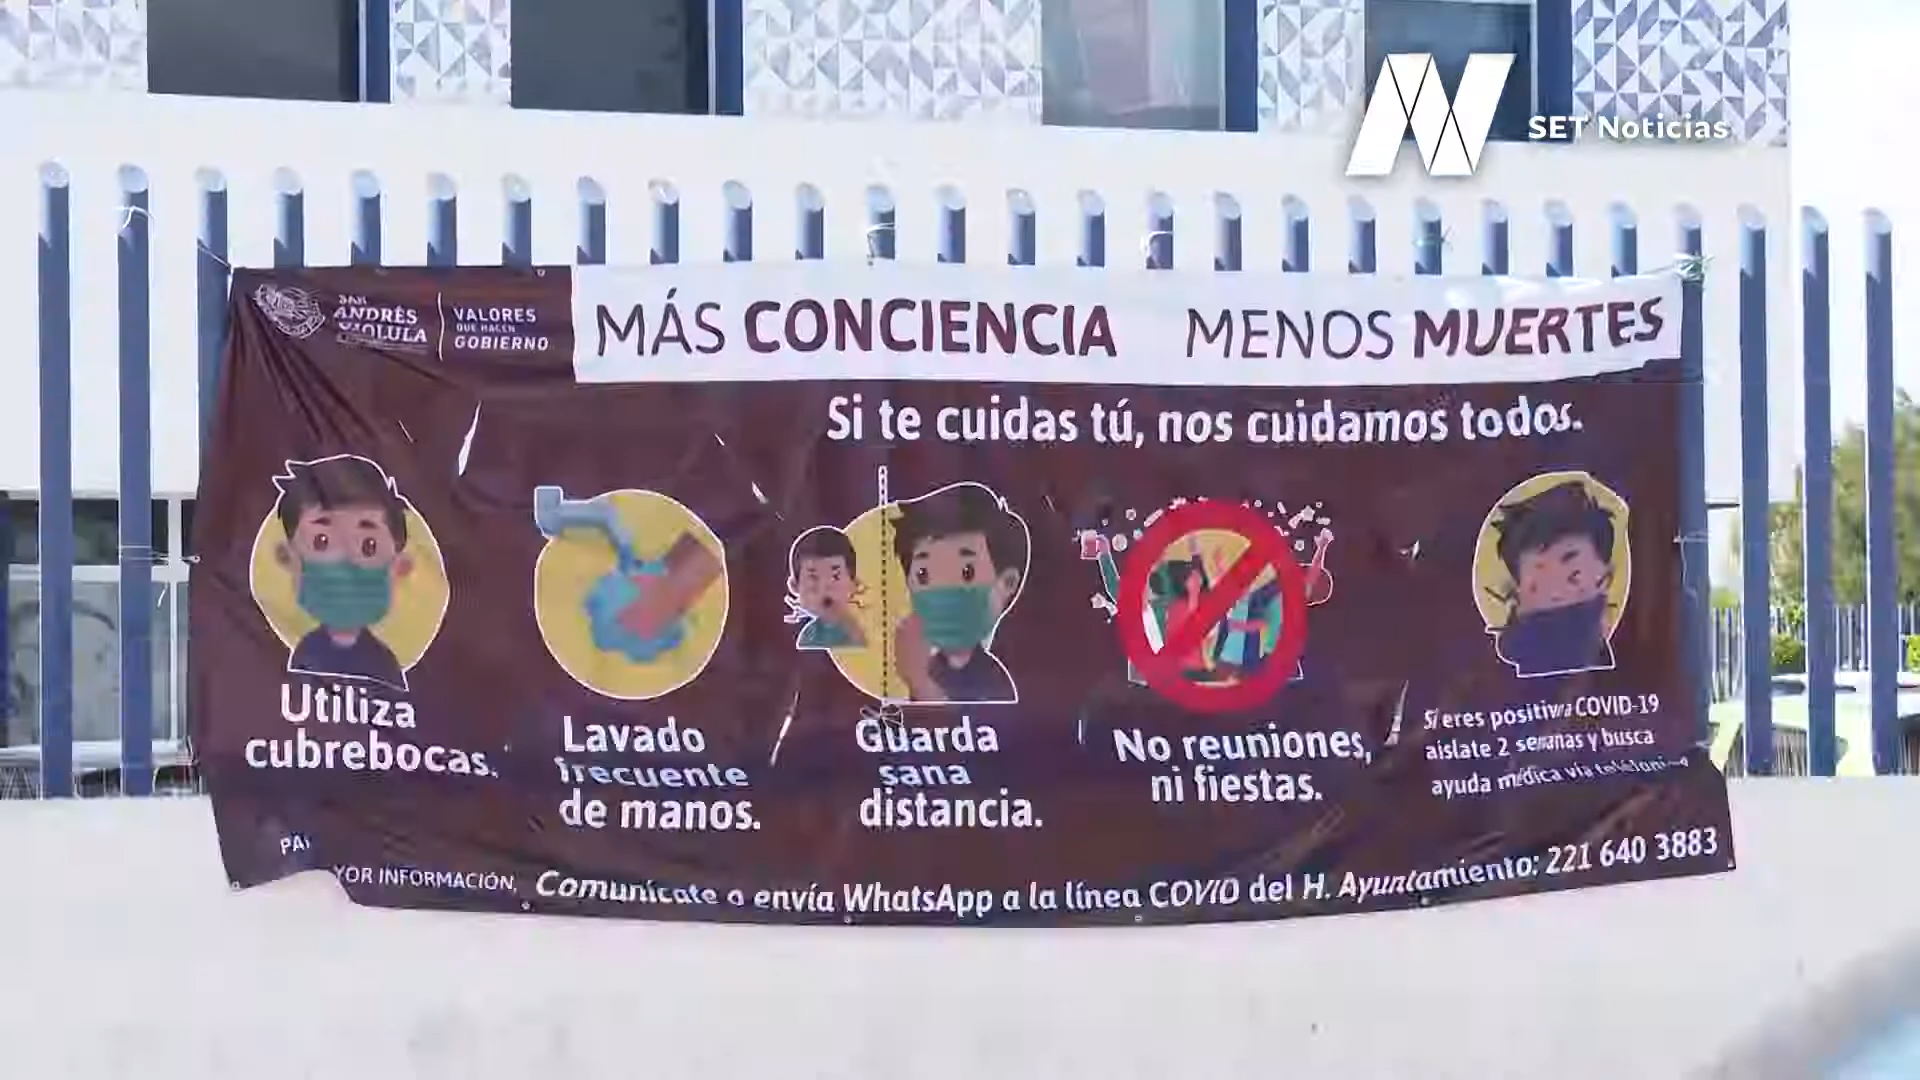 SET Noticias
SAN
ANDRÉS
CHOLULA
VALORES
QUE HACEN
GOBIERNO
MÁS CONCIENCIA MENOS MUERTES
Si te cuidas tú, nos cuidamos todos.
Utiliza
cubrebocas.
Lavado
frecuente
de manos.
Guarda
sana
distancia.
No reuniones,
ni fiestas.
Si eres positivo a COVID-19
aíslate 2 semanas y busca
ayuda médica vía
YOR INFORMACIÓN, Comunícate o envía WhatsApp a la línea COVID del H. Ayuntamiento: 221 640 3883